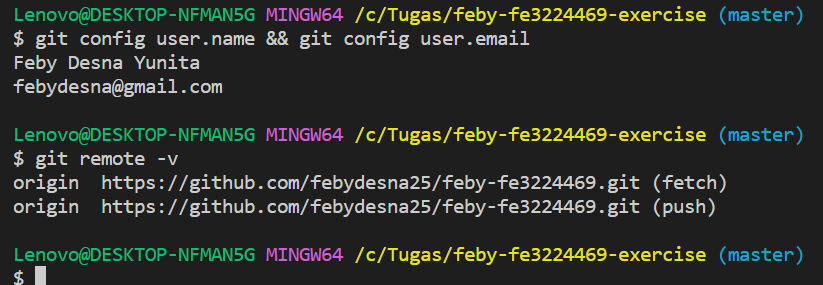 Lenovo@DESKTOP-NFMAN5G MINGW64 /c/Tugas/feby-fe3224469-exercise (master)
$ git config user.name && git config user.email
Feby Desna Yunita
febydesna@gmail.com
Lenovo@DESKTOP-NFMAN5G MINGW64 /c/Tugas/feby-fe3224469-exercise (master)
$ git remote -v
origin  https://github.com/febydesna25/feby-fe3224469.git (fetch)
origin  https://github.com/febydesna25/feby-fe3224469.git (push)
Lenovo@DESKTOP-NFMAN5G MINGW64 /c/Tugas/feby-fe3224469-exercise (master)
$